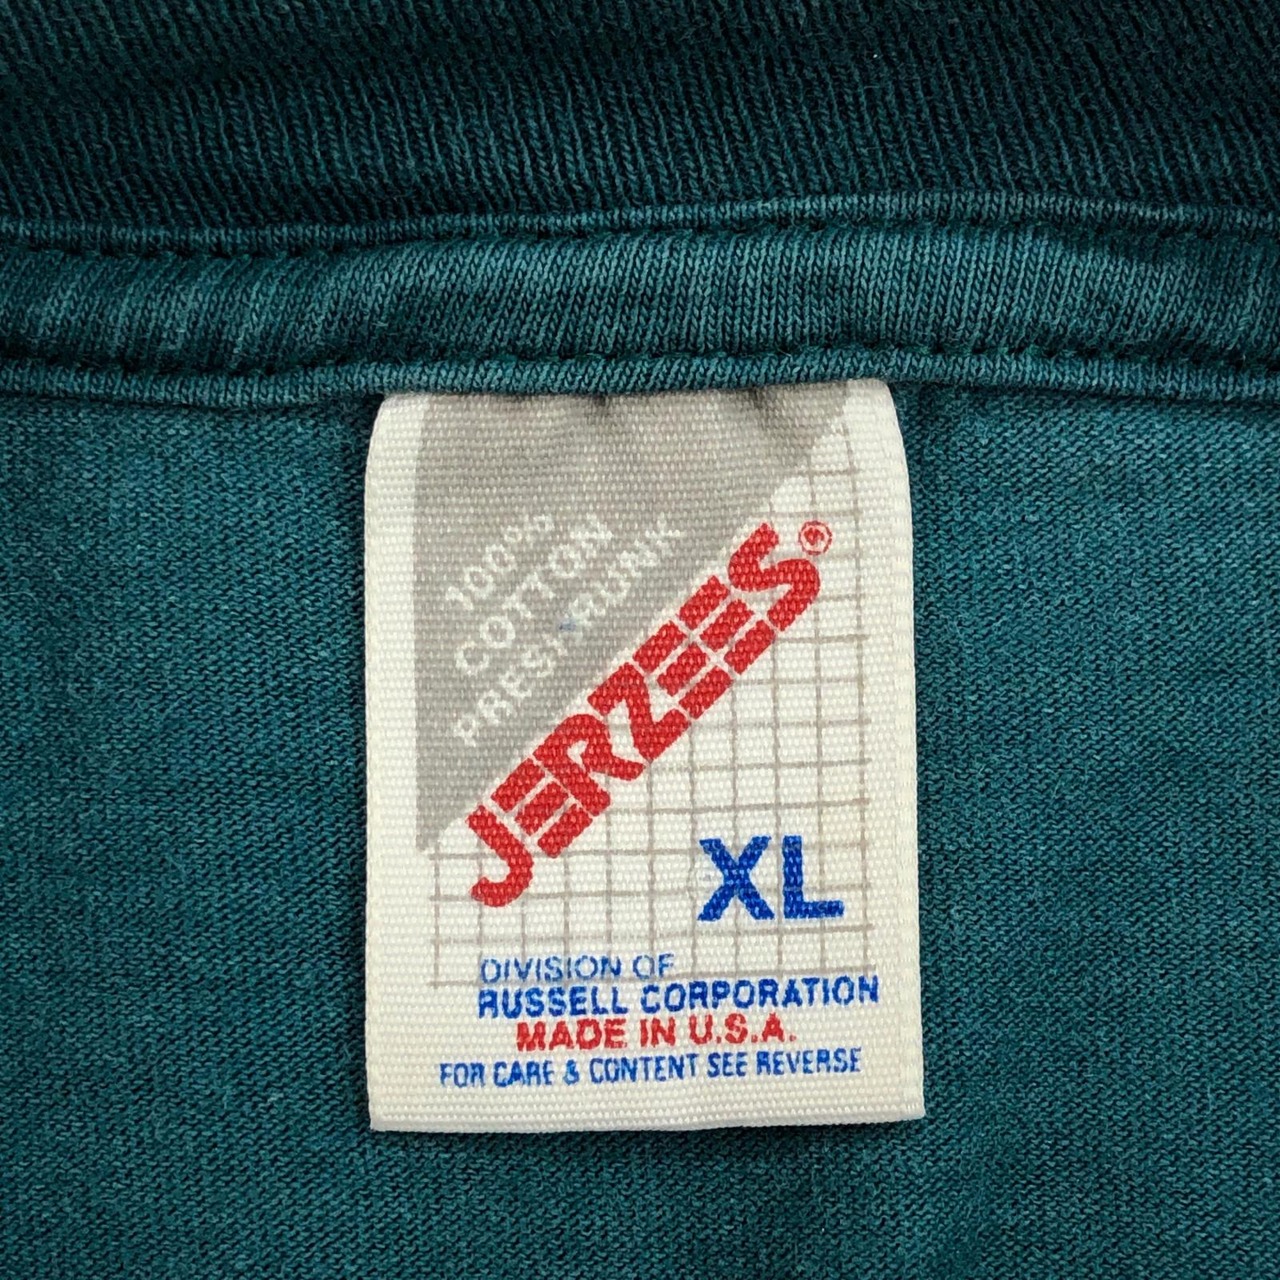 100%
COTTON
PRESHRUNK
JERZEES®
XL
DIVISION OF
RUSSELL CORPORATION
MADE IN U.S.A.
FOR CARE & CONTENT SEE REVERSE